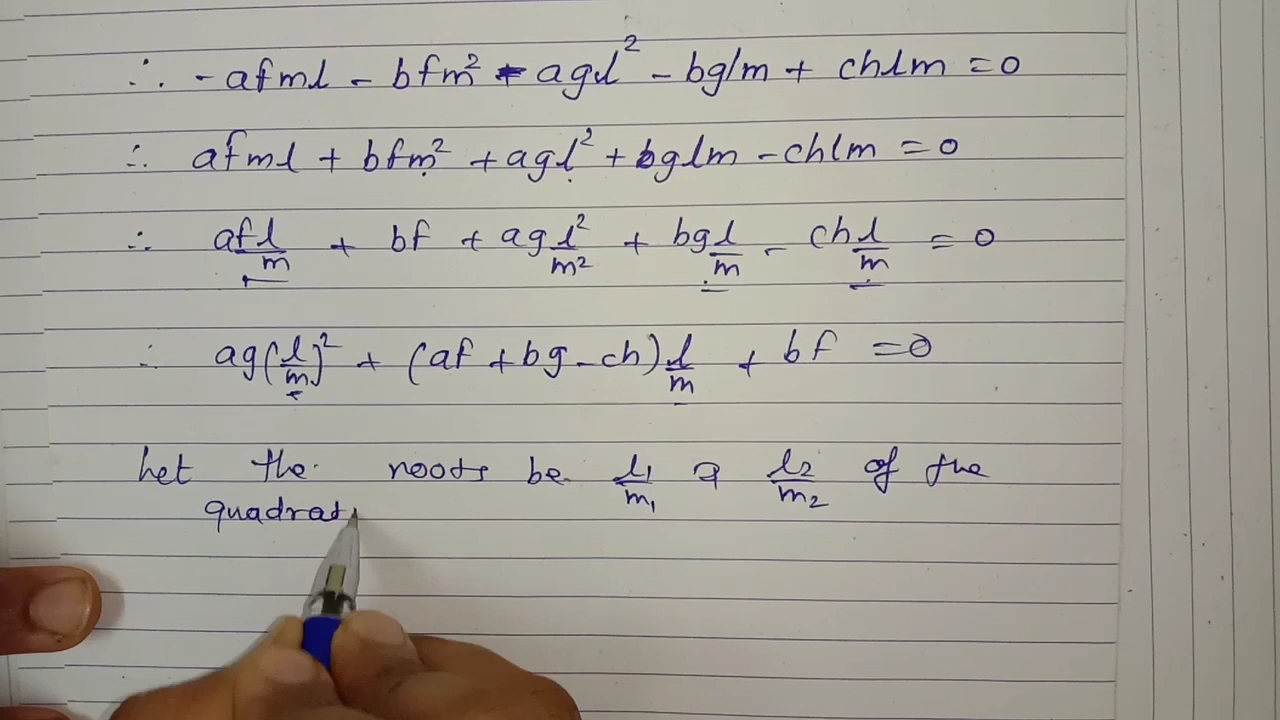 ∴ - afml - bfm² - agl² - bglm + chlm = 0
∴ afml + bfm² + agl² + bglm - chlm = 0
∴ af l/m + bf + ag l²/m² + bg l/m - ch l/m = 0
∴ ag(l/m)² + (af + bg - ch) l/m + bf = 0
Let the roots be l₁/m₁ & l₂/m₂ of the
quadrat